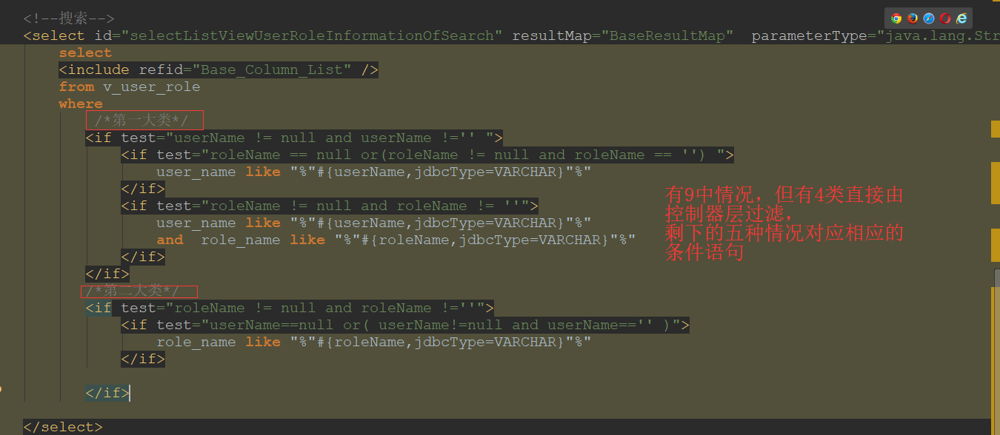 <!--搜索-->
<select id="selectListViewUserRoleInformationOfSearch" resultMap="BaseResultMap"  parameterType="java.lang.Str
select
<include refid="Base_Column_List" />
from v_user_role
where
/*第一大类*/
<if test="userName != null and userName !='' ">
<if test="roleName == null or(roleName != null and roleName == '') ">
user_name like "%"#{userName,jdbcType=VARCHAR}"%"
</if>
<if test="roleName != null and roleName != ''">
user_name like "%"#{userName,jdbcType=VARCHAR}"%"
and  role_name like "%"#{roleName,jdbcType=VARCHAR}"%"
</if>
</if>
/*第二大类*/
<if test="roleName != null and roleName !=''">
<if test="userName==null or( userName!=null and userName=='' )">
role_name like "%"#{roleName,jdbcType=VARCHAR}"%"
</if>
</if>
</select>
有9中情况，但有4类直接由
控制器层过滤，
剩下的五种情况对应相应的
条件语句